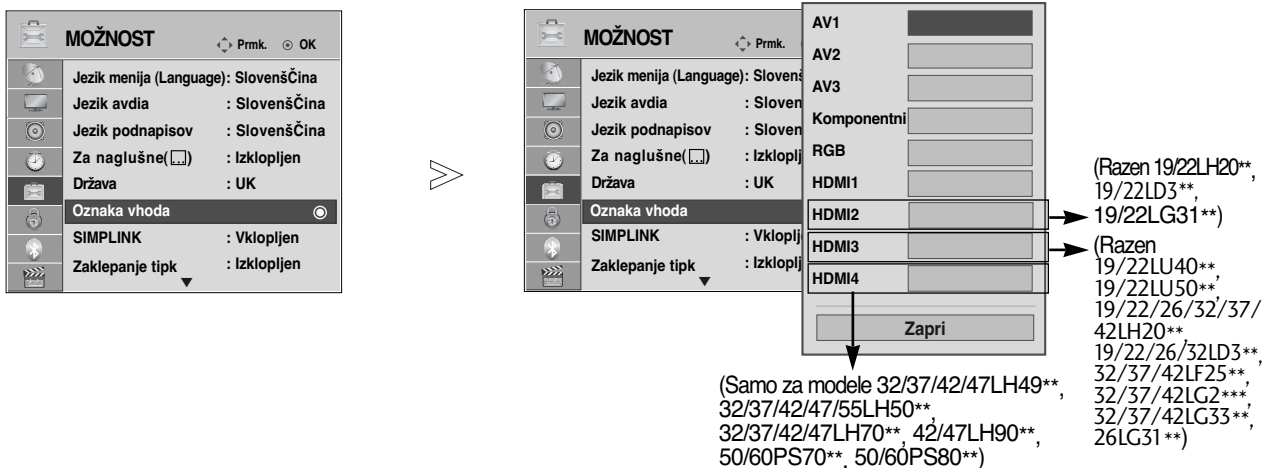 MOŽNOST Prmk. OK
Jezik menija (Language): SlovenšČina
Jezik avdia : SlovenšČina
Jezik podnapisov : SlovenšČina
Za naglušne(...) : Izklopljen
Država : UK
Oznaka vhoda
SIMPLINK : Vklopljen
Zaklepanje tipk : Izklopljen
MOŽNOST Prmk.
Jezik menija (Language): Slovenš
Jezik avdia : Sloven
Jezik podnapisov : Sloven
Za naglušne(...) : Izkloplj
Država : UK
Oznaka vhoda
SIMPLINK : Vkloplj
Zaklepanje tipk : Izkloplj
AV1
AV2
AV3
Komponentni
RGB
HDMI1
HDMI2
HDMI3
HDMI4
Zapri
(Razen 19/22LH20**,
19/22LD3**,
19/22LG31**)
(Razen
19/22LU40**,
19/22LU50**,
19/22/26/32/37/
42LH20**,
19/22/26/32LD3**,
32/37/42LF25**,
32/37/42LG2***,
32/37/42LG33**,
26LG31**)
(Samo za modele 32/37/42/47LH49**,
32/37/42/47/55LH50**,
32/37/42/47LH70**, 42/47LH90**,
50/60PS70**, 50/60PS80**)